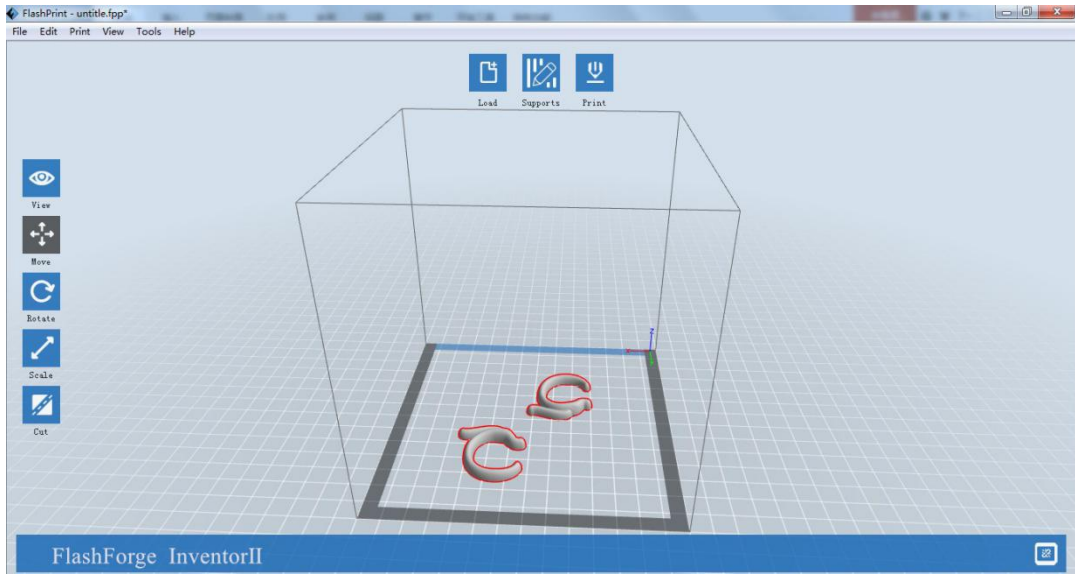 FlashPrint - untitle.fpp*
File Edit Print View Tools Help
Load Supports Print
View
Move
Rotate
Scale
Cut
z
FlashForge InventorII